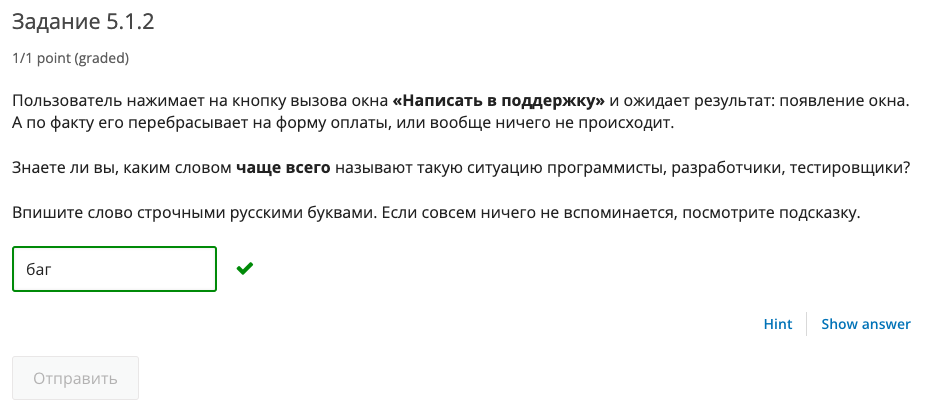 Задание 5.1.2
1/1 point (graded)
Пользователь нажимает на кнопку вызова окна «Написать в поддержку» и ожидает результат: появление окна.
А по факту его перебрасывает на форму оплаты, или вообще ничего не происходит.
Знаете ли вы, каким словом чаще всего называют такую ситуацию программисты, разработчики, тестировщики?
Впишите слово строчными русскими буквами. Если совсем ничего не вспоминается, посмотрите подсказку.
баг
Hint Show answer
Отправить